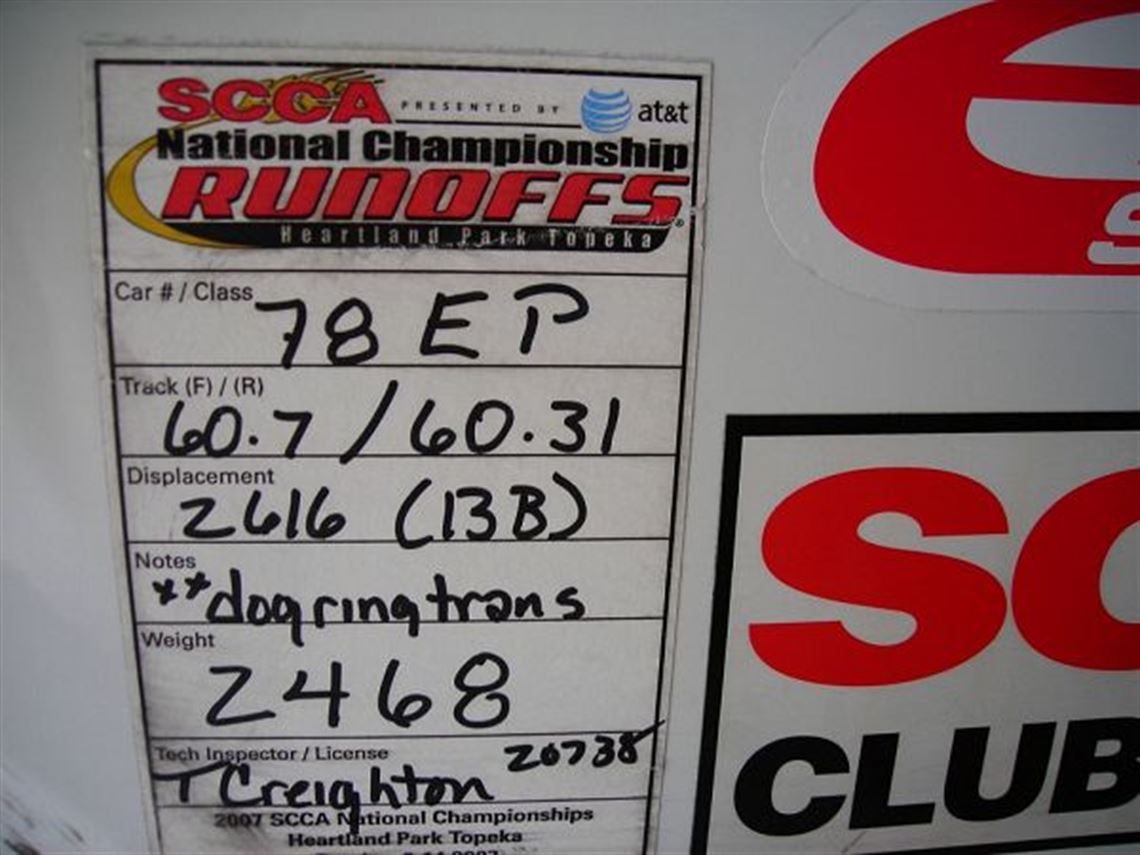 SCCA PRESENTED BY at&t
National Championship
RUNOFFS®
Heartland Park Topeka
Car # / Class
78 EP
Track (F) / (R)
60.7 / 60.31
Displacement
2616 (13B)
Notes
**dogringtrans
Weight
2468
Tech Inspector / License
T Creighton 20738
2007 SCCA National Championships
Heartland Park Topeka
CLUB